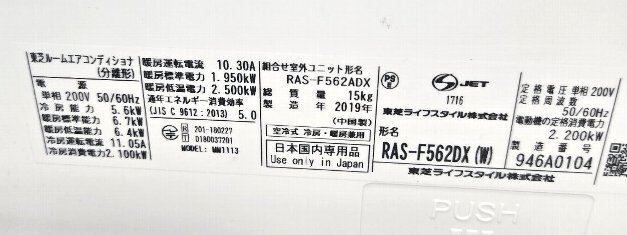 東芝ルームエアコンディショナ
(分離形)
電源
単相 200V 50/60Hz
冷房能力 5.6kW
暖房標準能力 6.7kW
暖房低温能力 6.4kW
冷房運転電流 11.05A
冷房消費電力 2.100kW
暖房運転電流 10.30A
暖房標準電力 1.950kW
暖房低温電力 2.500kW
通年エネルギー消費効率
(JIS C 9612:2013) 5.0
R 201-180227
T D180037201
MODEL: MM1113
組合せ室外ユニット形名
RAS-F562ADX
総質量 15kg
製造年 2019年
(中国製)
空冷式 冷房・暖房兼用
日本国内専用品
Use only in Japan
PS
E
JET
1716
東芝ライフスタイル株式会社
形名
RAS-F562DX(W)
東芝ライフスタイル株式会社
定格電圧 単相200V
定格周波数
50/60Hz
電動機の定格消費電力
2.200kW
製造番号
946A0104
PUSH